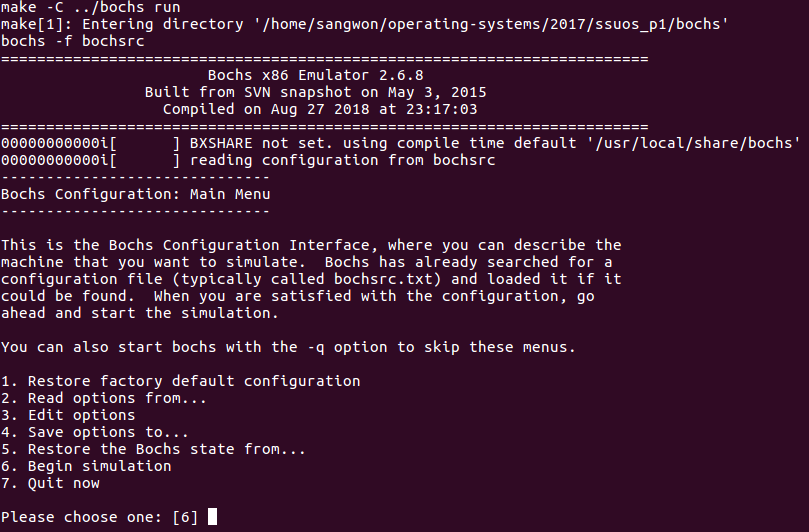 make -C ../bochs run
make[1]: Entering directory '/home/sangwon/operating-systems/2017/ssuos_p1/bochs'
bochs -f bochsrc
========================================================================
Bochs x86 Emulator 2.6.8
Built from SVN snapshot on May 3, 2015
Compiled on Aug 27 2018 at 23:17:03
========================================================================
00000000000i[      ] BXSHARE not set. using compile time default '/usr/local/share/bochs'
00000000000i[      ] reading configuration from bochsrc
------------------------------
Bochs Configuration: Main Menu
------------------------------
This is the Bochs Configuration Interface, where you can describe the
machine that you want to simulate.  Bochs has already searched for a
configuration file (typically called bochsrc.txt) and loaded it if it
could be found.  When you are satisfied with the configuration, go
ahead and start the simulation.
You can also start bochs with the -q option to skip these menus.
1. Restore factory default configuration
2. Read options from...
3. Edit options
4. Save options to...
5. Restore the Bochs state from...
6. Begin simulation
7. Quit now
Please choose one: [6]